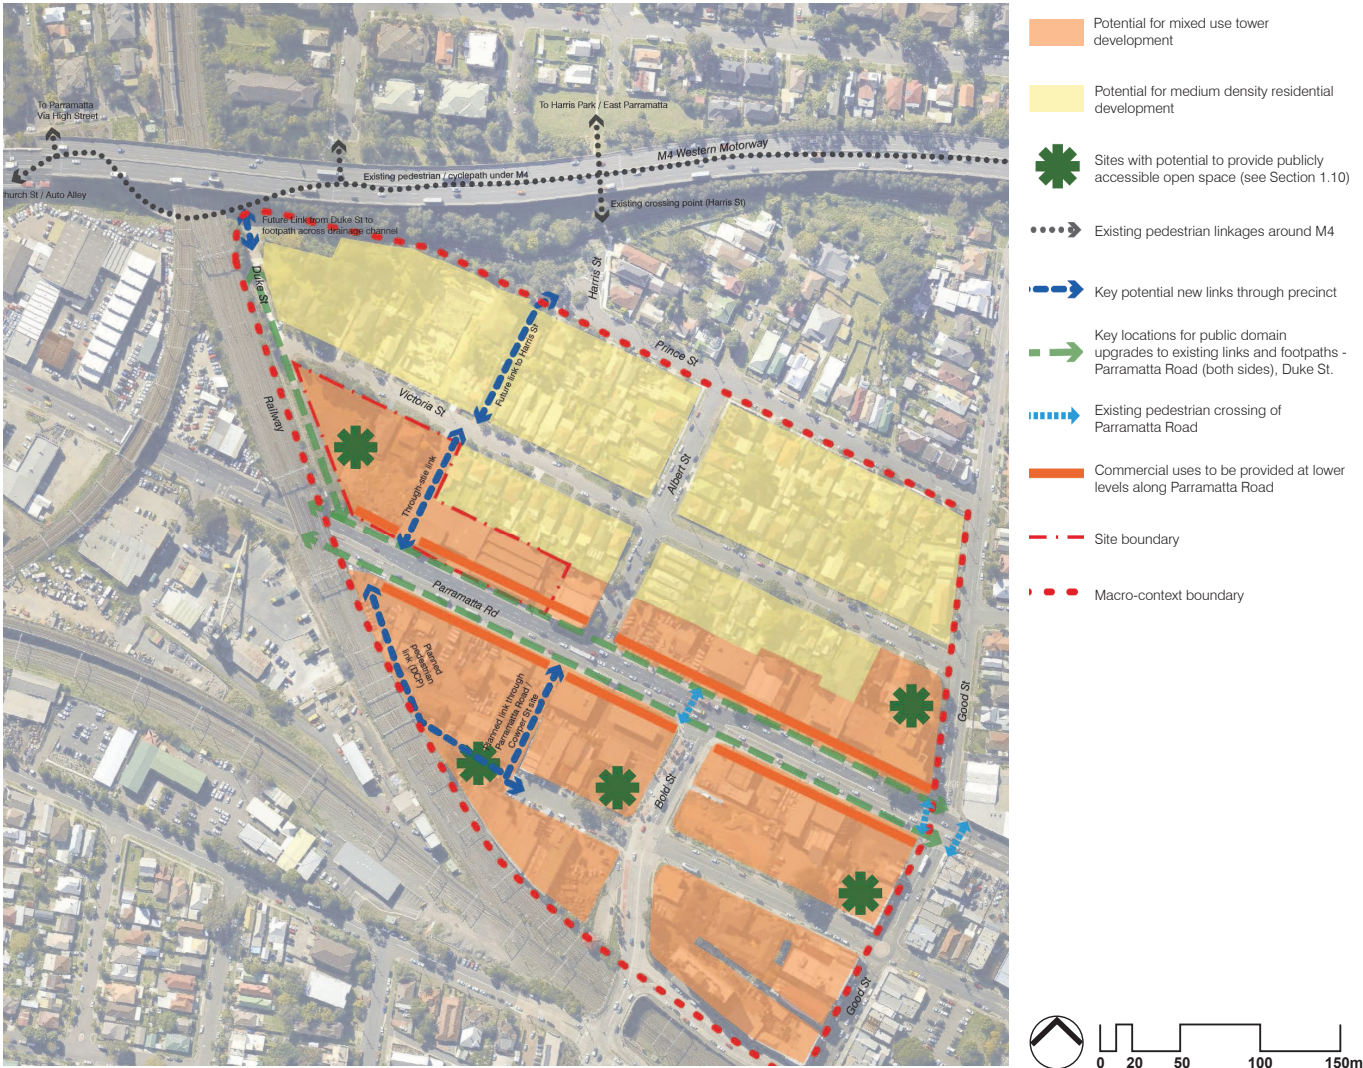 To Parramatta
Via High Street
To Harris Park / East Parramatta
M4 Western Motorway
Existing pedestrian / cyclepath under M4
hurch St / Auto Alley
Existing crossing point (Harris St)
Future Link from Duke St to
footpath across drainage channel
Duke St
Harris St
Prince St
Future link to Harris St
Victoria St
Railway
Through-site link
Albert St
Parramatta Rd
Planned
pedestrian
link (DCP)
Planned link through
Parramatta Road /
Cowper St site
Good St
Bold St
Good St
Potential for mixed use tower
development
Potential for medium density residential
development
Sites with potential to provide publicly
accessible open space (see Section 1.10)
Existing pedestrian linkages around M4
Key potential new links through precinct
Key locations for public domain
upgrades to existing links and footpaths -
Parramatta Road (both sides), Duke St.
Existing pedestrian crossing of
Parramatta Road
Commercial uses to be provided at lower
levels along Parramatta Road
Site boundary
Macro-context boundary
0 20 50 100 150m